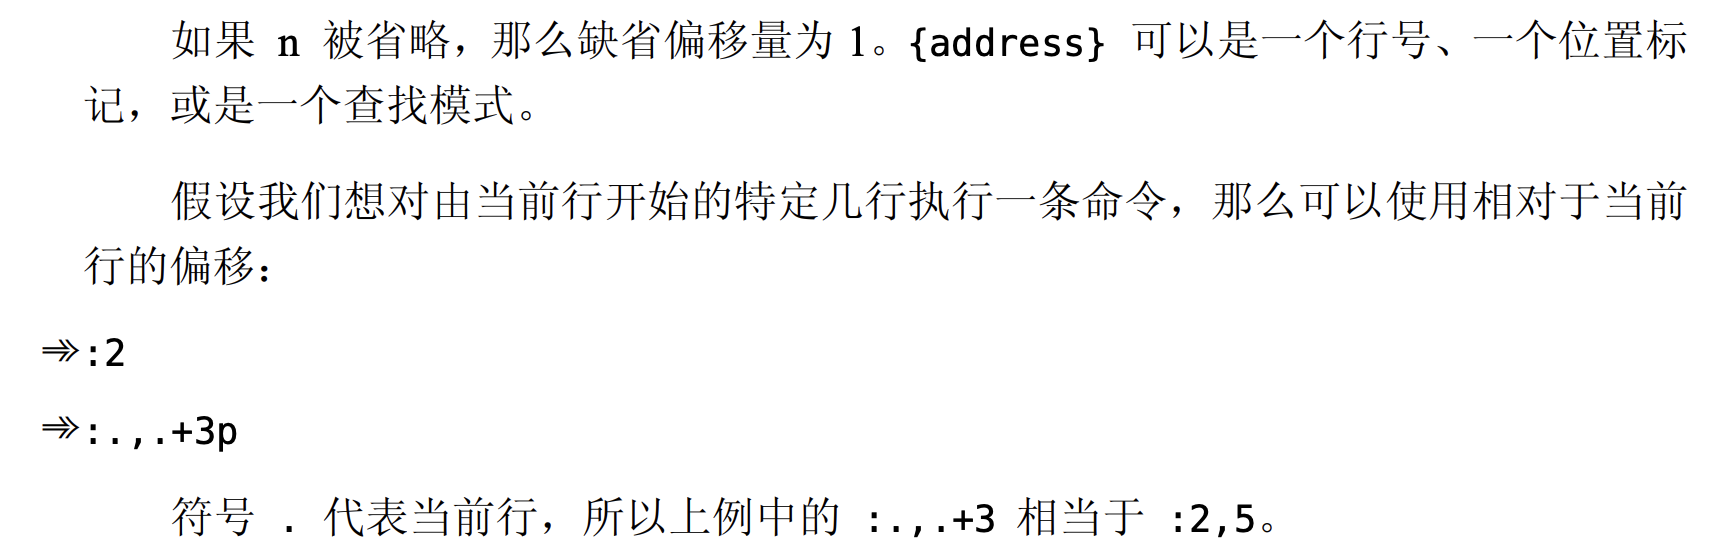 如果 n 被省略，那么缺省偏移量为 1。{address} 可以是一个行号、一个位置标
记，或是一个查找模式。
假设我们想对由当前行开始的特定几行执行一条命令，那么可以使用相对于当前
行的偏移：
⇛:2
⇛:.,.+3p
符号 . 代表当前行，所以上例中的 :.,.+3 相当于 :2,5。